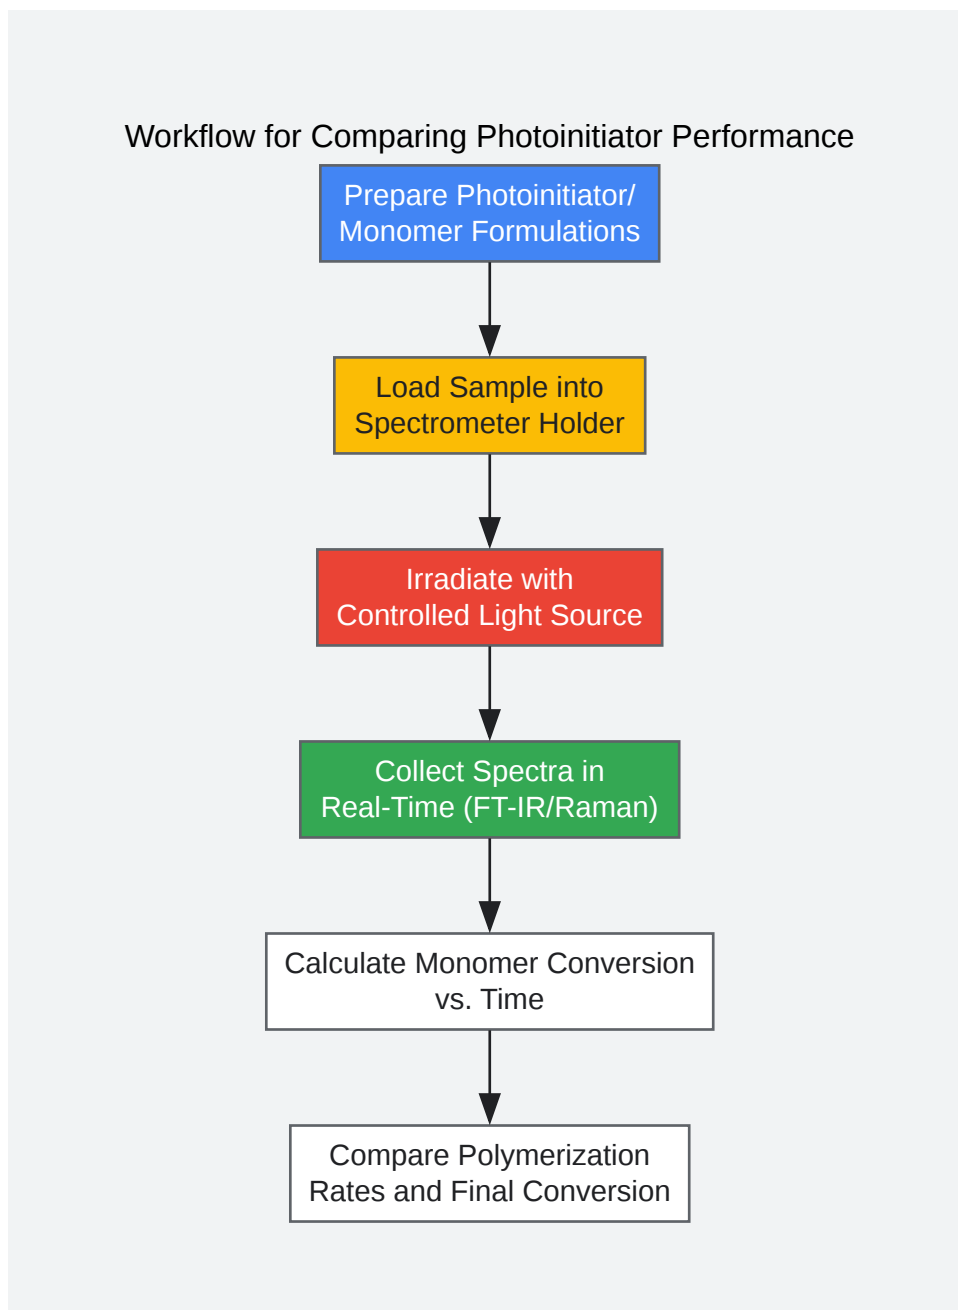 Workflow for Comparing Photoinitiator Performance
Prepare Photoinitiator/
Monomer Formulations
Load Sample into
Spectrometer Holder
Irradiate with
Controlled Light Source
Collect Spectra in
Real-Time (FT-IR/Raman)
Calculate Monomer Conversion
vs. Time
Compare Polymerization
Rates and Final Conversion